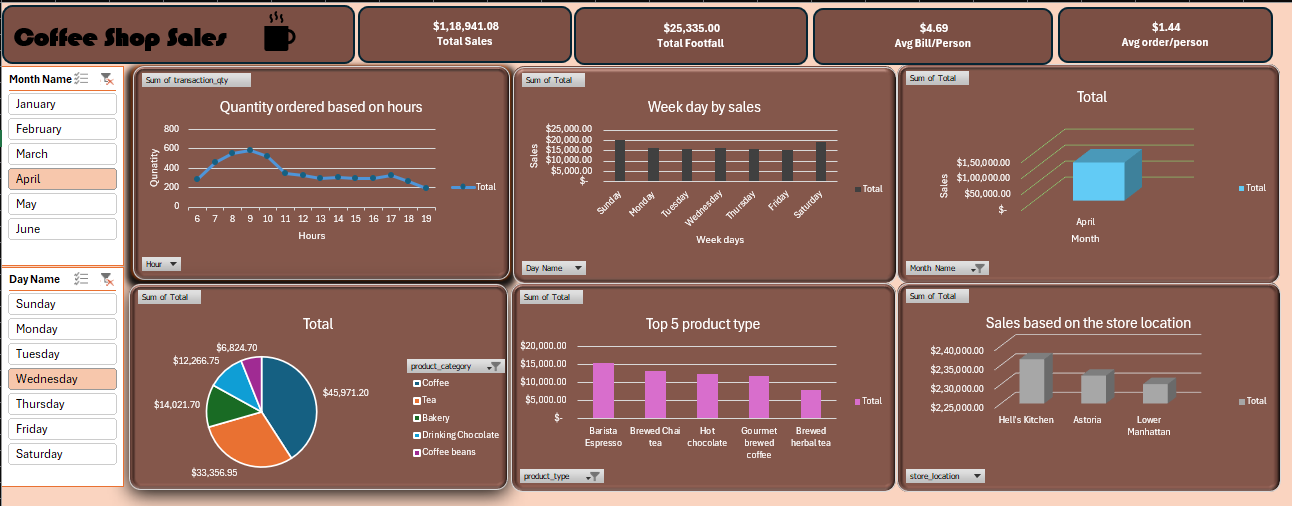 Coffee Shop Sales
$1,18,941.08
Total Sales
$25,335.00
Total Footfall
$4.69
Avg Bill/Person
$1.44
Avg order/person
Month Name
January
February
March
April
May
June
Day Name
Sunday
Monday
Tuesday
Wednesday
Thursday
Friday
Saturday
Sum of transaction_qty
Quantity ordered based on hours
800
600
400
200
0
Qunatity
6 7 8 9 10 11 12 13 14 15 16 17 18 19
Hours
Total
Hour
Sum of Total
Week day by sales
$25,000.00
$20,000.00
$15,000.00
$10,000.00
$5,000.00
$-
Sales
Sunday
Monday
Tuesday
Wednesday
Thursday
Friday
Saturday
Week days
Total
Day Name
Sum of Total
Total
$1,50,000.00
$1,00,000.00
$50,000.00
$-
Sales
April
Month
Total
Month Name
Sum of Total
Total
$6,824.70
$12,266.75
$14,021.70
$33,356.95
$45,971.20
product_category
Coffee
Tea
Bakery
Drinking Chocolate
Coffee beans
Sum of Total
Top 5 product type
$20,000.00
$15,000.00
$10,000.00
$5,000.00
$-
Barista
Espresso
Brewed Chai
tea
Hot
chocolate
Gourmet
brewed
coffee
Brewed
herbal tea
Total
product_type
Sum of Total
Sales based on the store location
$2,40,000.00
$2,35,000.00
$2,30,000.00
$2,25,000.00
Hell's Kitchen
Astoria
Lower
Manhattan
Total
store_location